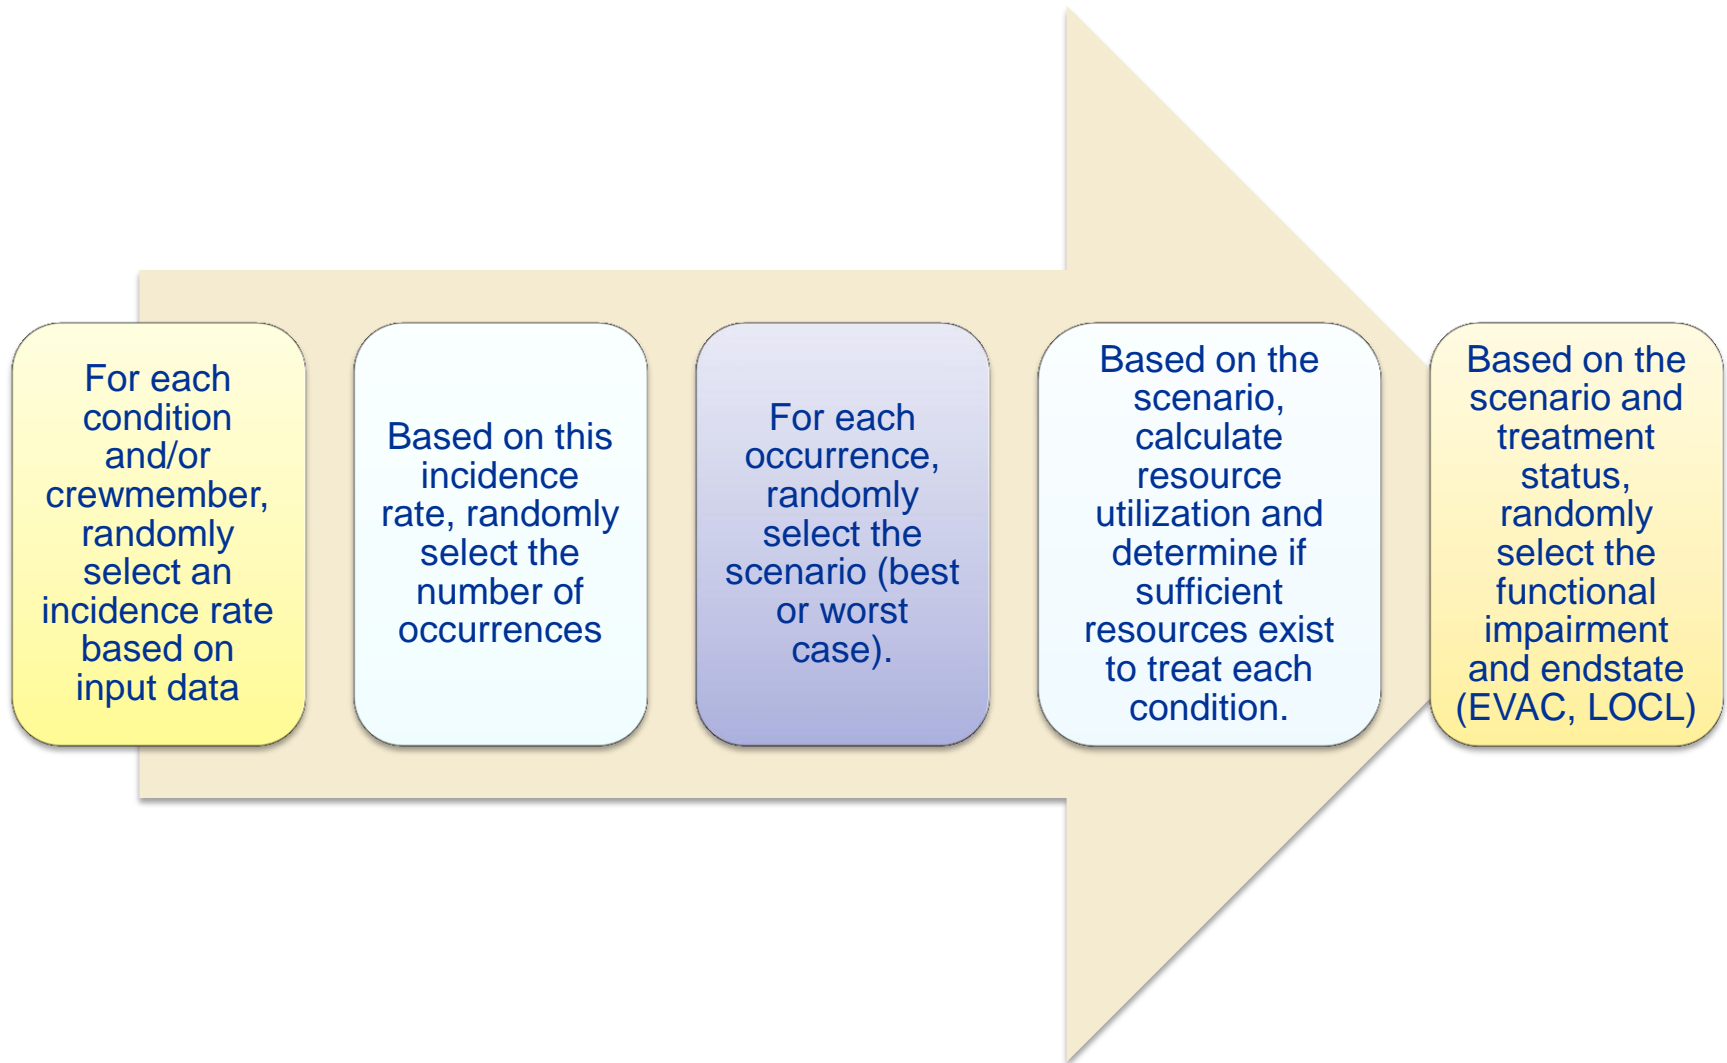 For each
condition
and/or
crewmember,
randomly
select an
incidence rate
based on
input data
Based on this
incidence
rate, randomly
select the
number of
occurrences
For each
occurrence,
randomly
select the
scenario (best
or worst
case).
Based on the
scenario,
calculate
resource
utilization and
determine if
sufficient
resources exist
to treat each
condition.
Based on the
scenario and
treatment
status,
randomly
select the
functional
impairment
and endstate
(EVAC, LOCL)